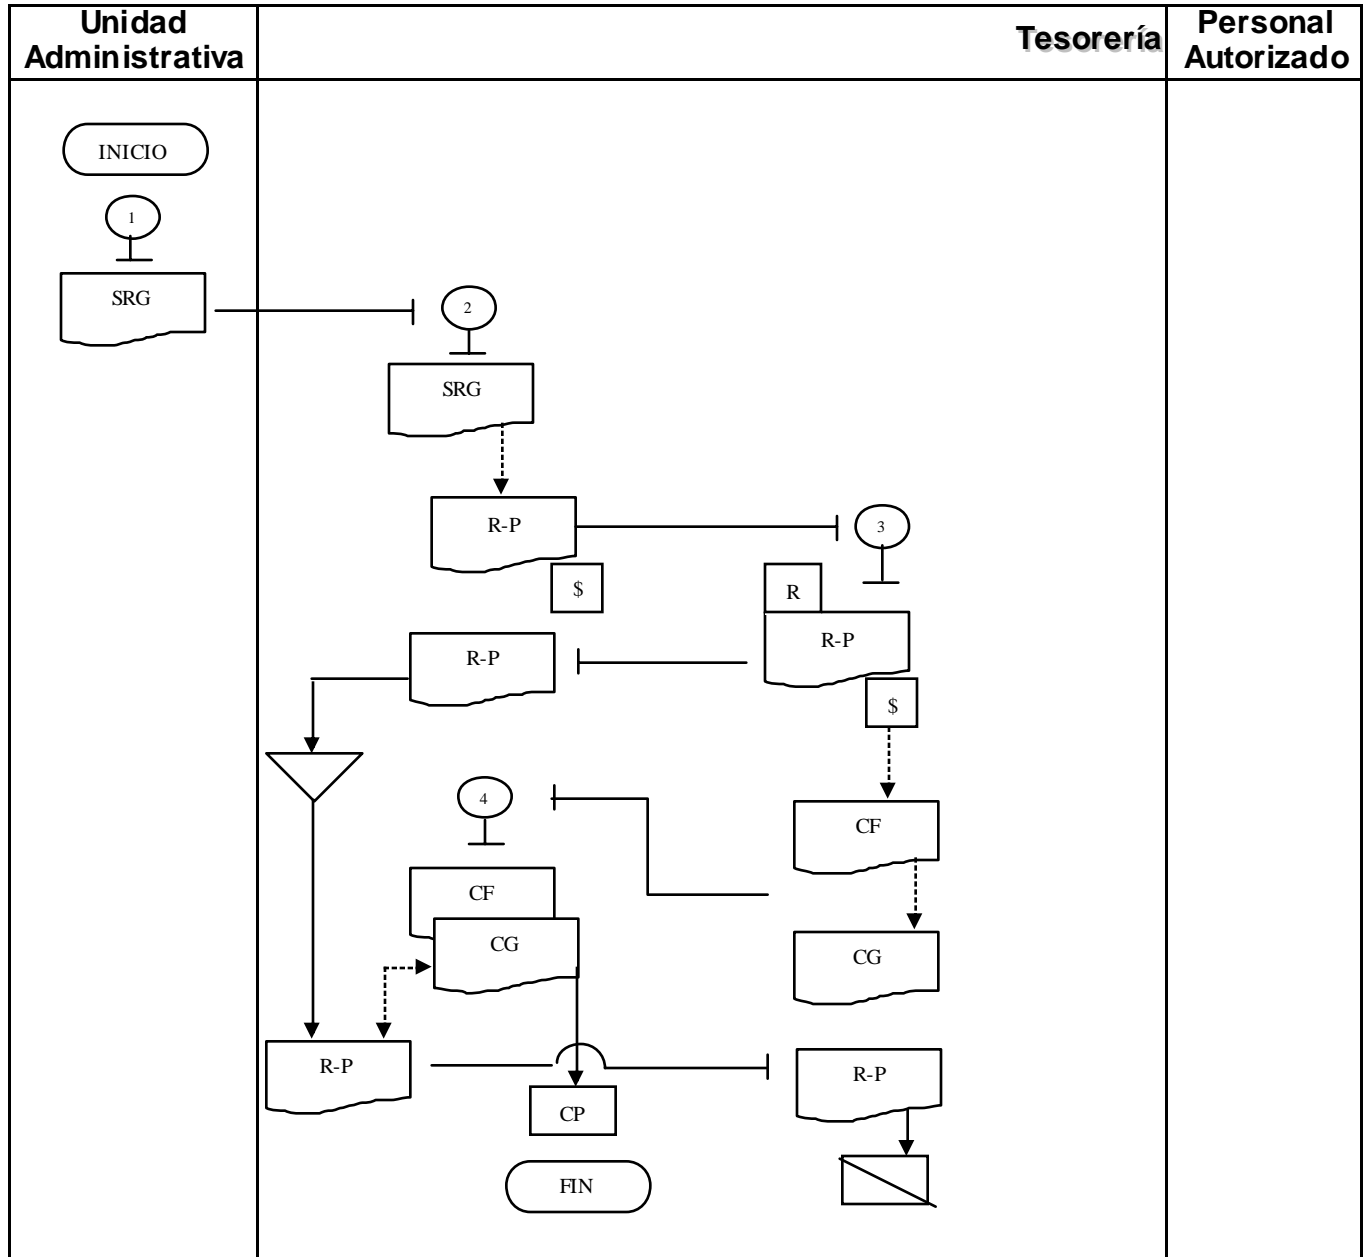 Unidad
Administrativa
Tesorería
Personal
Autorizado
INICIO
1
SRG
2
SRG
R-P
3
$
R
R-P
R-P
$
4
CF
CF
CG
CG
R-P
R-P
CP
FIN